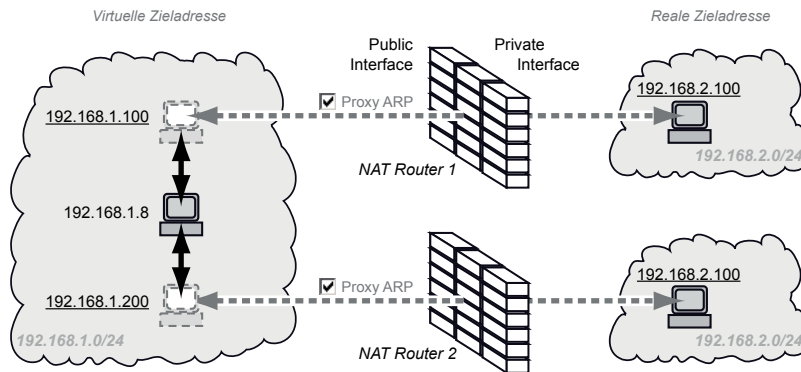 Virtuelle Zieladresse
Reale Zieladresse
Public
Interface
Private
Interface
192.168.1.100
Proxy ARP
192.168.2.100
192.168.2.0/24
NAT Router 1
192.168.1.8
192.168.1.200
Proxy ARP
192.168.2.100
192.168.1.0/24
NAT Router 2
192.168.2.0/24